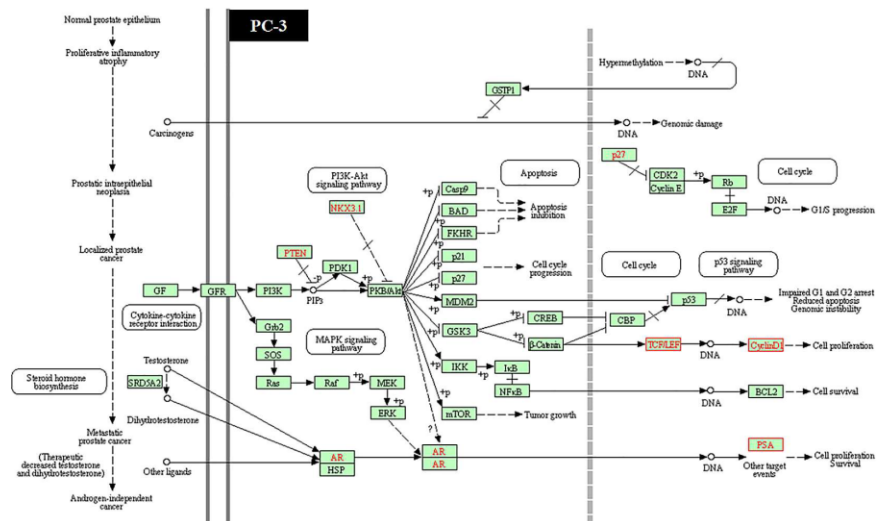 PC-3
Normal prostate epithelium
Proliferative inflammatory
atrophy
Prostatic intraepithelial
neoplasia
Localized prostate
cancer
Metastatic
prostate cancer
(Therapeutic
decreased testosterone
and dihydrotestosterone)
Androgen-independent
cancer
Carcinogens
GF
GFR
Cytokine-cytokine
receptor interaction
Steroid hormone
biosynthesis
Testosterone
SRD5A2
Dihydrotestosterone
Other ligands
PI3K-Akt
signaling pathway
NKX3.1
PTEN
-p
PDK1
+p
PI3K
PIP3
PKB/Akt
Grb2
SOS
Ras
Raf
MEK
+p
+p
ERK
MAPK signaling
pathway
AR
HSP
?
AR
AR
GSTP1
Hypermethylation
DNA
DNA
Genomic damage
Apoptosis
+p
Casp9
+p
BAD
+p
FKHR
Apoptosis
inhibition
+p
p21
+p
p27
Cell cycle
progression
+p
MDM2
+p
GSK3
+p
CREB
+p
β-Catenin
CBP
+p
IKK
+p
IκB
NFκB
+p
mTOR
Tumor growth
p27
CDK2
Cyclin E
+p
Rb
E2F
Cell cycle
DNA
G1/S progression
Cell cycle
p53 signaling
pathway
p53
DNA
Impaired G1 and G2 arrest
Reduced apoptosis
Genomic instibility
TCF/LEF
DNA
CyclinD1
Cell proliferation
DNA
BCL2
Cell survival
DNA
PSA
Other target
events
Cell proliferation
Survival